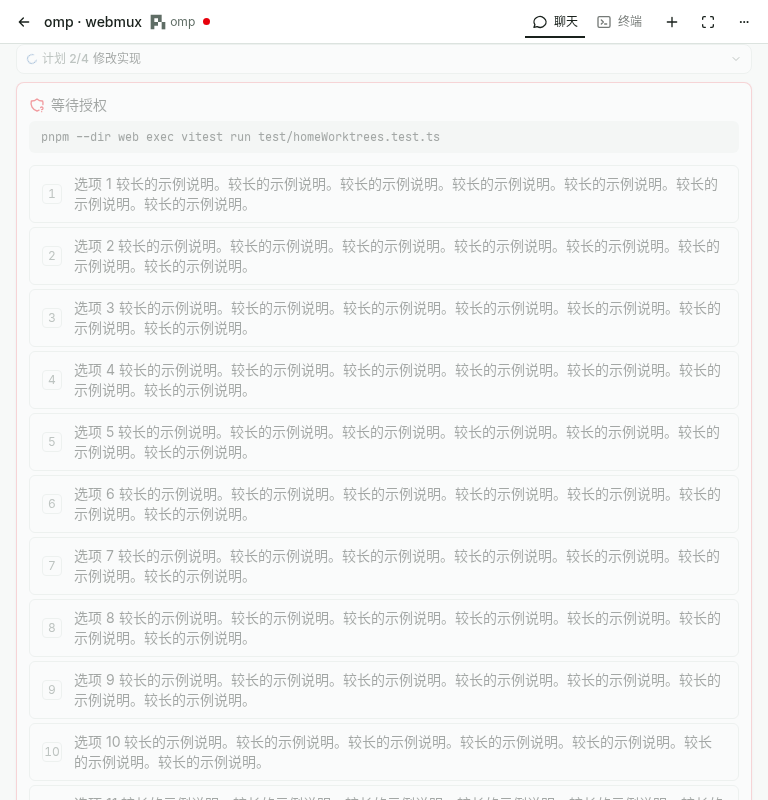 omp · webmux omp 聊天 终端
计划 2/4 修改实现
等待授权
pnpm --dir web exec vitest run test/homeWorktrees.test.ts
1 选项 1 较长的示例说明。较长的示例说明。较长的示例说明。较长的示例说明。较长的示例说明。较长的
示例说明。较长的示例说明。
2 选项 2 较长的示例说明。较长的示例说明。较长的示例说明。较长的示例说明。较长的示例说明。较长的
示例说明。较长的示例说明。
3 选项 3 较长的示例说明。较长的示例说明。较长的示例说明。较长的示例说明。较长的示例说明。较长的
示例说明。较长的示例说明。
4 选项 4 较长的示例说明。较长的示例说明。较长的示例说明。较长的示例说明。较长的示例说明。较长的
示例说明。较长的示例说明。
5 选项 5 较长的示例说明。较长的示例说明。较长的示例说明。较长的示例说明。较长的示例说明。较长的
示例说明。较长的示例说明。
6 选项 6 较长的示例说明。较长的示例说明。较长的示例说明。较长的示例说明。较长的示例说明。较长的
示例说明。较长的示例说明。
7 选项 7 较长的示例说明。较长的示例说明。较长的示例说明。较长的示例说明。较长的示例说明。较长的
示例说明。较长的示例说明。
8 选项 8 较长的示例说明。较长的示例说明。较长的示例说明。较长的示例说明。较长的示例说明。较长的
示例说明。较长的示例说明。
9 选项 9 较长的示例说明。较长的示例说明。较长的示例说明。较长的示例说明。较长的示例说明。较长的
示例说明。较长的示例说明。
10 选项 10 较长的示例说明。较长的示例说明。较长的示例说明。较长的示例说明。较长的示例说明。较长
的示例说明。较长的示例说明。